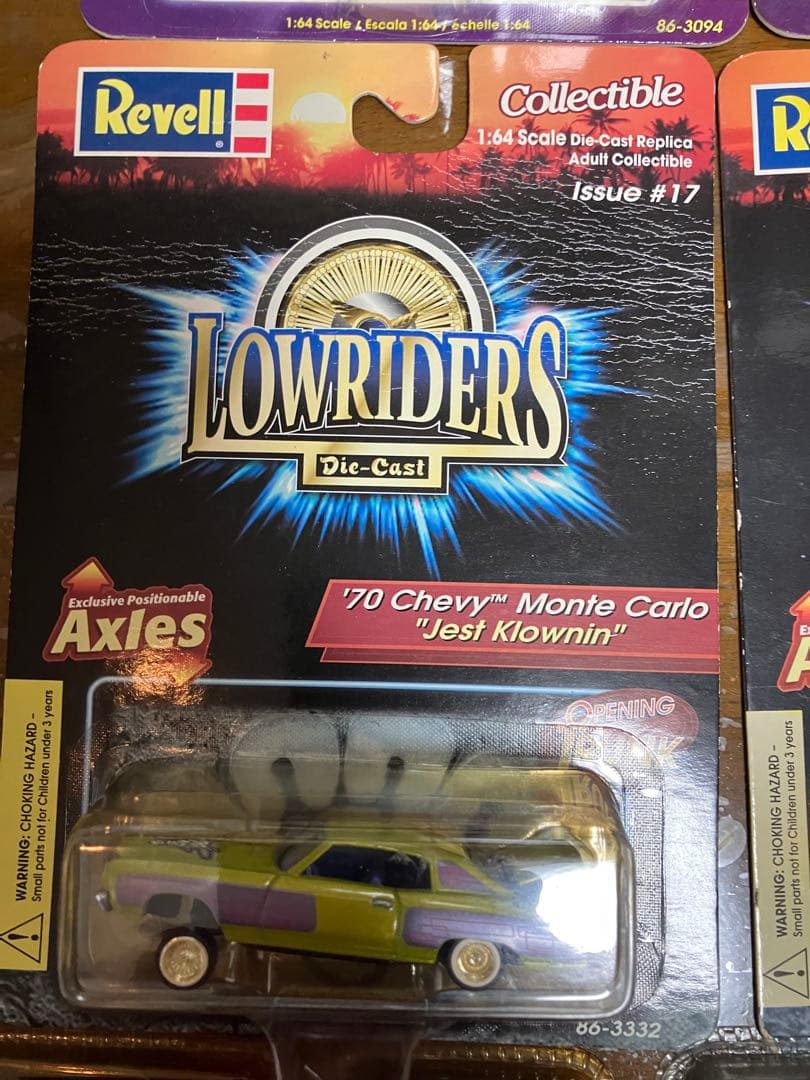 1:64 Scale / Escala 1:64 / échelle 1:64
86-3094
Revell®
Collectible
1:64 Scale Die-Cast Replica
Adult Collectible
Issue #17
LOWRIDERS
Die-Cast
Exclusive Positionable
Axles
'70 Chevy™ Monte Carlo
"Jest Klownin"
OPENING
TRUNK
WARNING: CHOKING HAZARD –
Small parts not for Children under 3 years
86-3332
R
WARNING: CHOKING HAZARD –
Small parts not for Children under 3 years